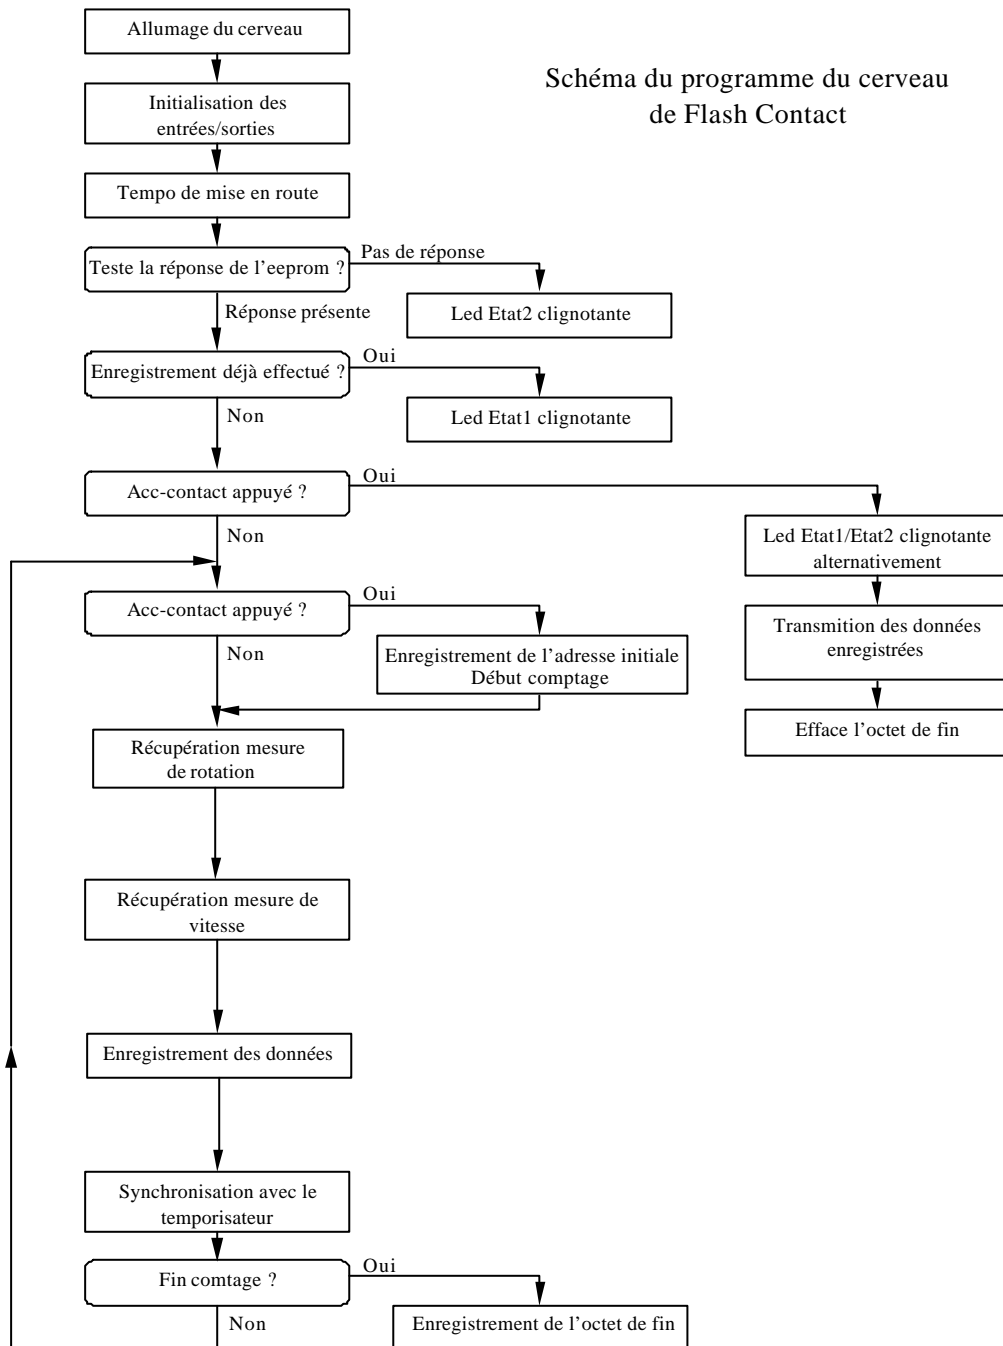 Allumage du cerveau
Schéma du programme du cerveau
de Flash Contact
Initialisation des
entrées/sorties
Tempo de mise en route
Teste la réponse de l'eeprom ?
Pas de réponse
Led Etat2 clignotante
Réponse présente
Enregistrement déjà effectué ?
Oui
Led Etat1 clignotante
Non
Acc-contact appuyé ?
Oui
Led Etat1/Etat2 clignotante
alternativement
Transmition des données
enregistrées
Efface l'octet de fin
Non
Acc-contact appuyé ?
Oui
Enregistrement de l'adresse initiale
Début comptage
Non
Récupération mesure
de rotation
Récupération mesure de
vitesse
Enregistrement des données
Synchronisation avec le
temporisateur
Fin comtage ?
Oui
Enregistrement de l'octet de fin
Non